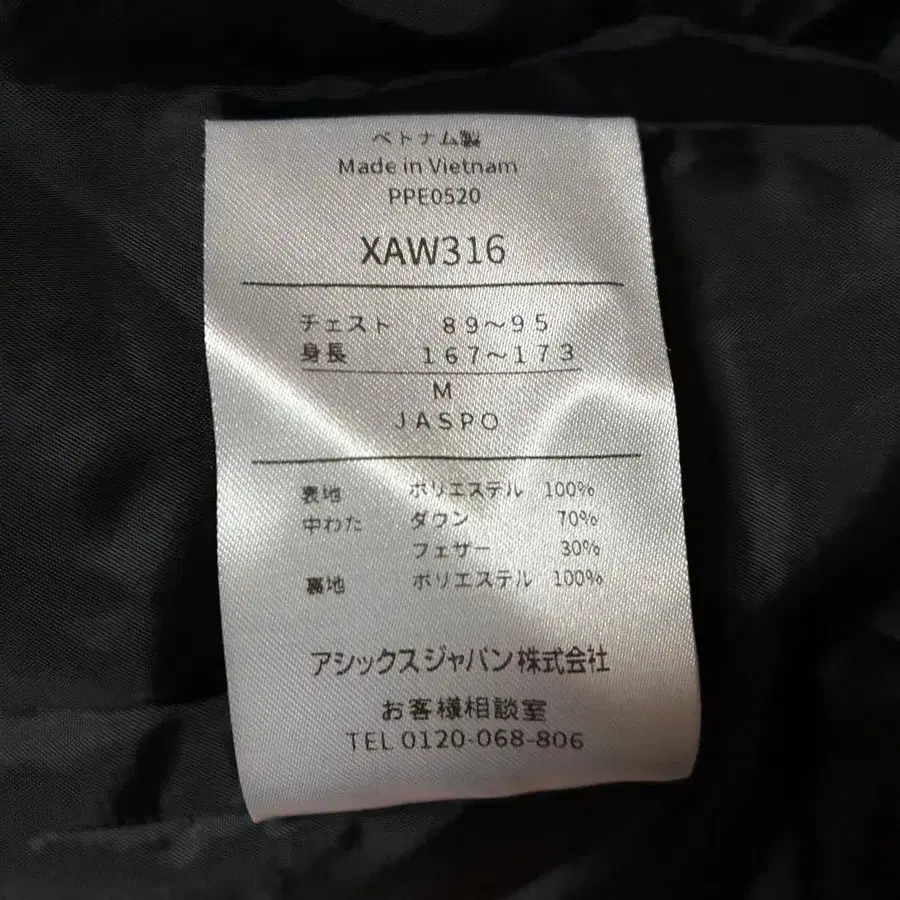 ベトナム製
Made in Vietnam
PPE0520
XAW316
チェスト 89～95
身長 167～173
M
JASPO
表地 ポリエステル 100%
中わた ダウン 70%
フェザー 30%
裏地 ポリエステル 100%
アシックスジャパン株式会社
お客様相談室
TEL 0120-068-806